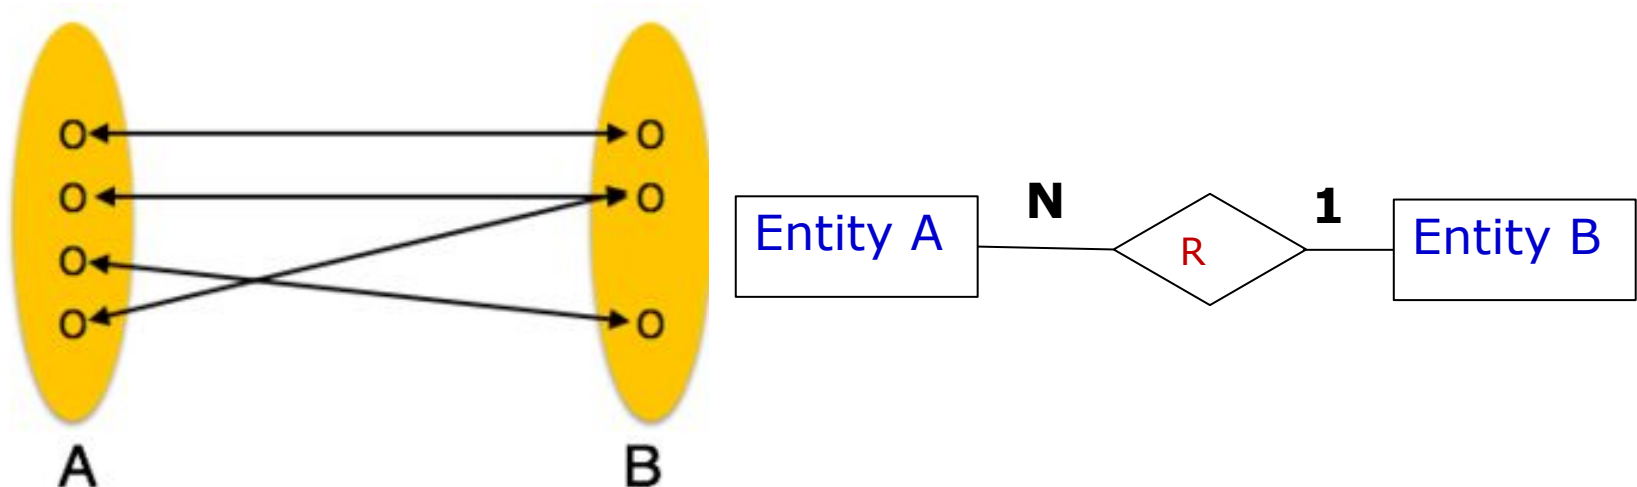 O O
O O
O
O O
A B
N 1
Entity A R Entity B